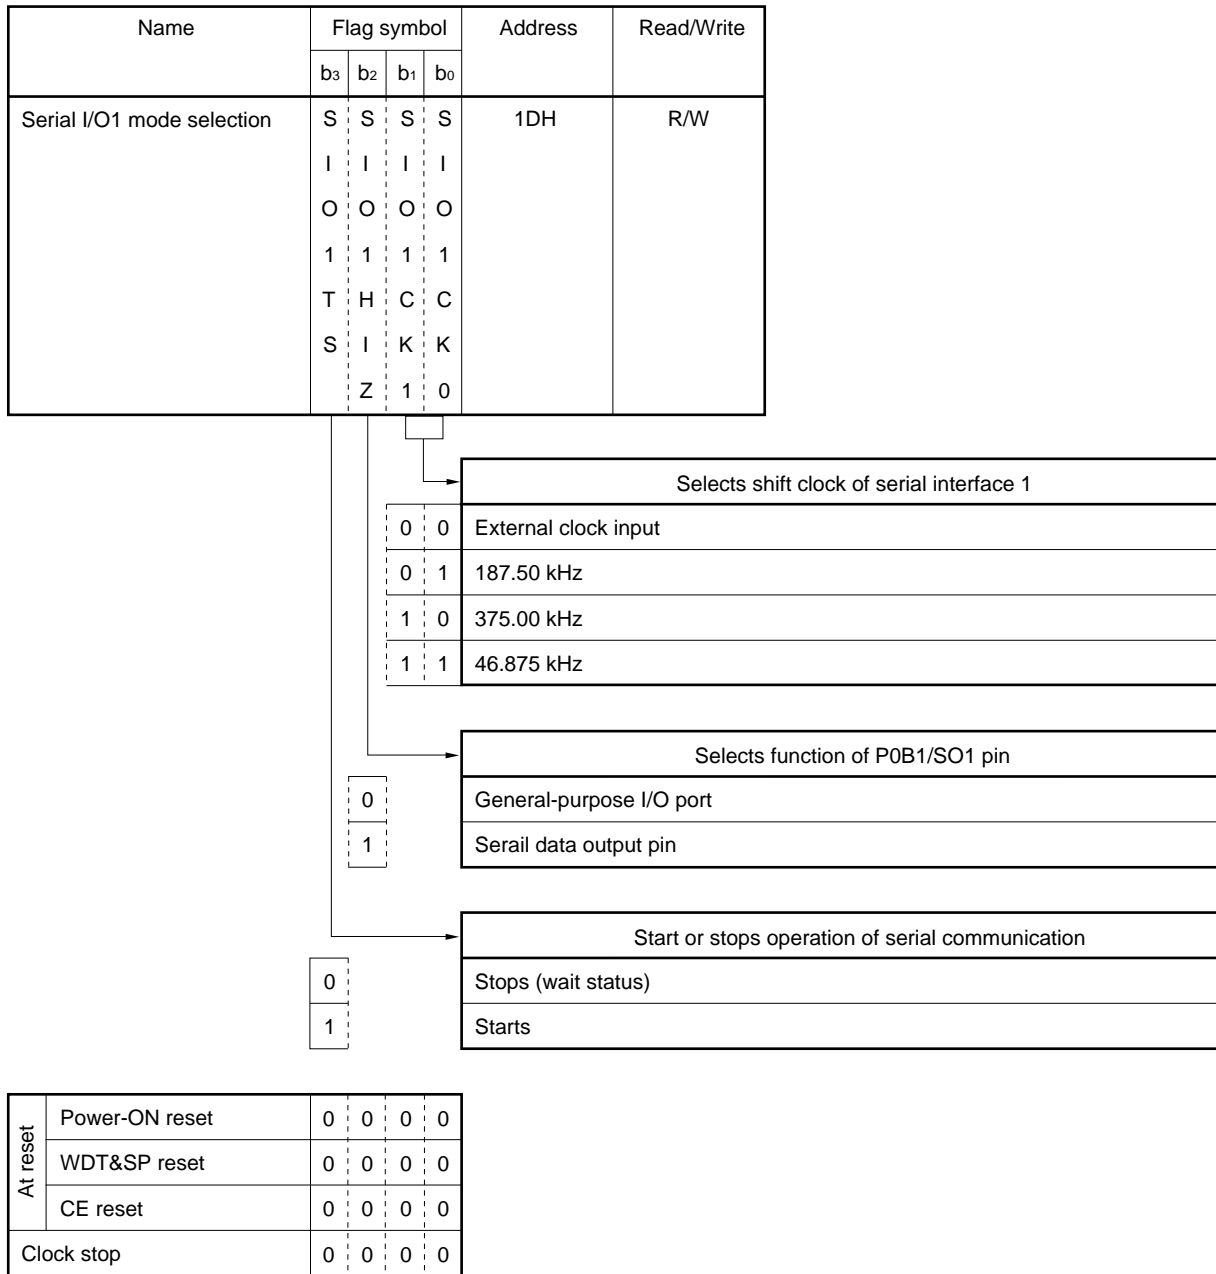 Name Flag symbol Address Read/Write
b3 b2 b1 b0
Serial I/O1 mode selection S S S S 1DH R/W
I I I I
O O O O
1 1 1 1
T H C C
S I K K
Z 1 0
Selects shift clock of serial interface 1
0 0 External clock input
0 1 187.50 kHz
1 0 375.00 kHz
1 1 46.875 kHz
Selects function of P0B1/SO1 pin
0 General-purpose I/O port
1 Serail data output pin
Start or stops operation of serial communication
0 Stops (wait status)
1 Starts
At reset
Power-ON reset 0 0 0 0
WDT&SP reset 0 0 0 0
CE reset 0 0 0 0
Clock stop 0 0 0 0